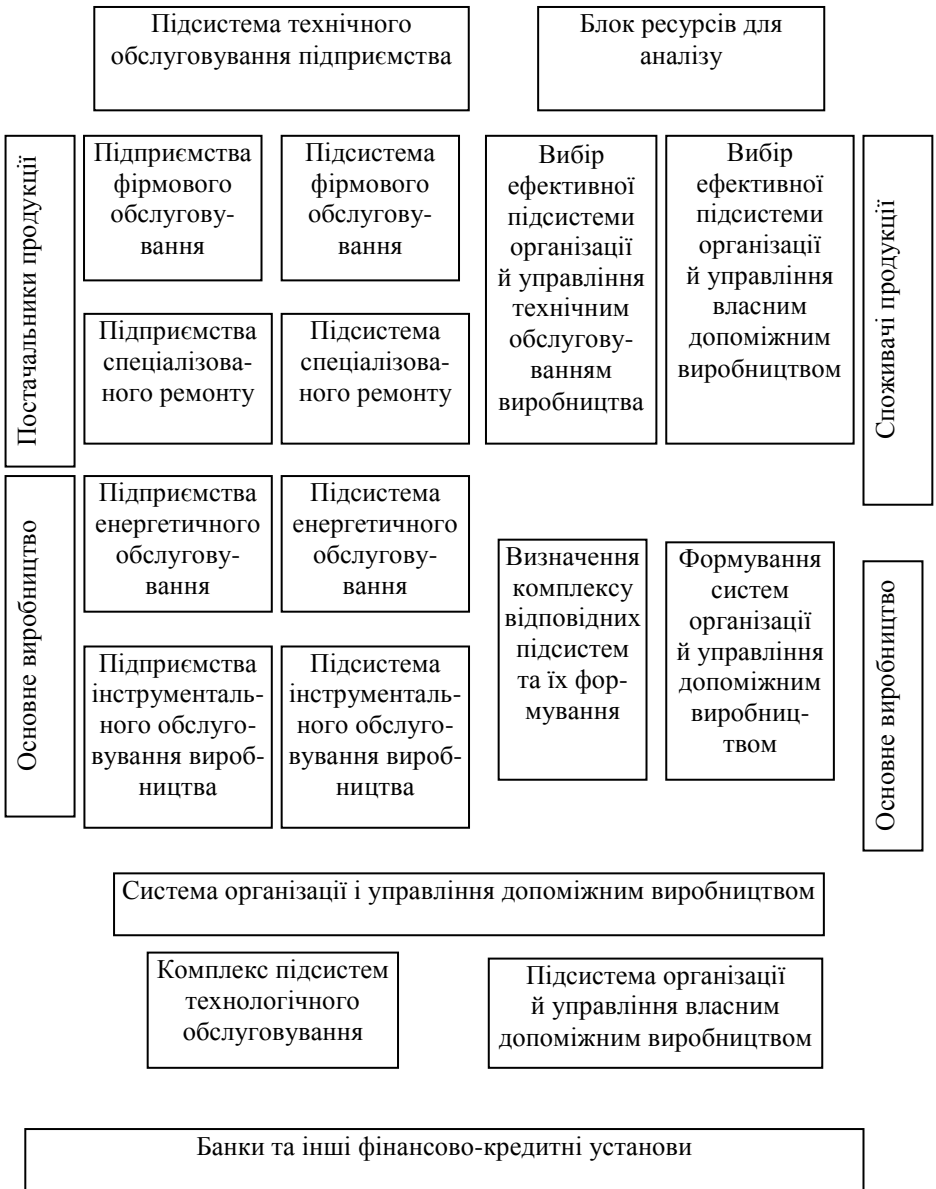 Підсистема технічного
обслуговування підприємства
Блок ресурсів для
аналізу
Постачальники продукції
Підприємства
фірмового
обслугову-
вання
Підсистема
фірмового
обслугову-
вання
Вибір
ефективної
підсистеми
організації
й управління
технічним
обслугову-
ванням
виробництва
Вибір
ефективної
підсистеми
організації
й управління
власним
допоміжним
виробництвом
Споживачі продукції
Підприємства
спеціалізова-
ного ремонту
Підсистема
спеціалізова-
ного ремонту
Основне виробництво
Підприємства
енергетичного
обслугову-
вання
Підсистема
енергетичного
обслугову-
вання
Визначення
комплексу
відповідних
підсистем
та їх фор-
мування
Формування
систем
організації
й управління
допоміжним
виробниц-
твом
Основне виробництво
Підприємства
інструменталь-
ного обслуго-
вування вироб-
ництва
Підсистема
інструменталь-
ного обслуго-
вування вироб-
ництва
Система організації і управління допоміжним виробництвом
Комплекс підсистем
технологічного
обслуговування
Підсистема організації
й управління власним
допоміжним виробництвом
Банки та інші фінансово-кредитні установи